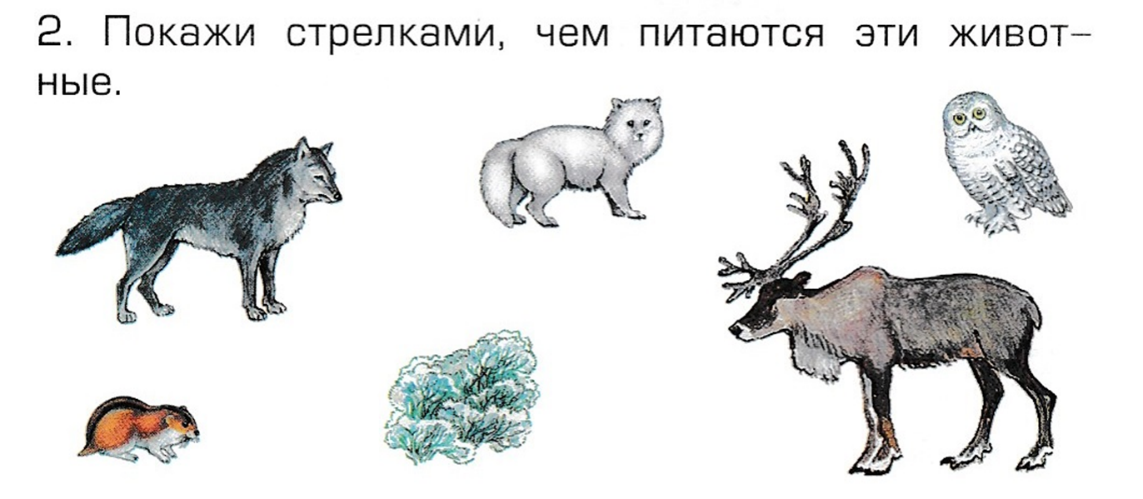 2. Покажи стрелками, чем питаются эти живот-
ные.